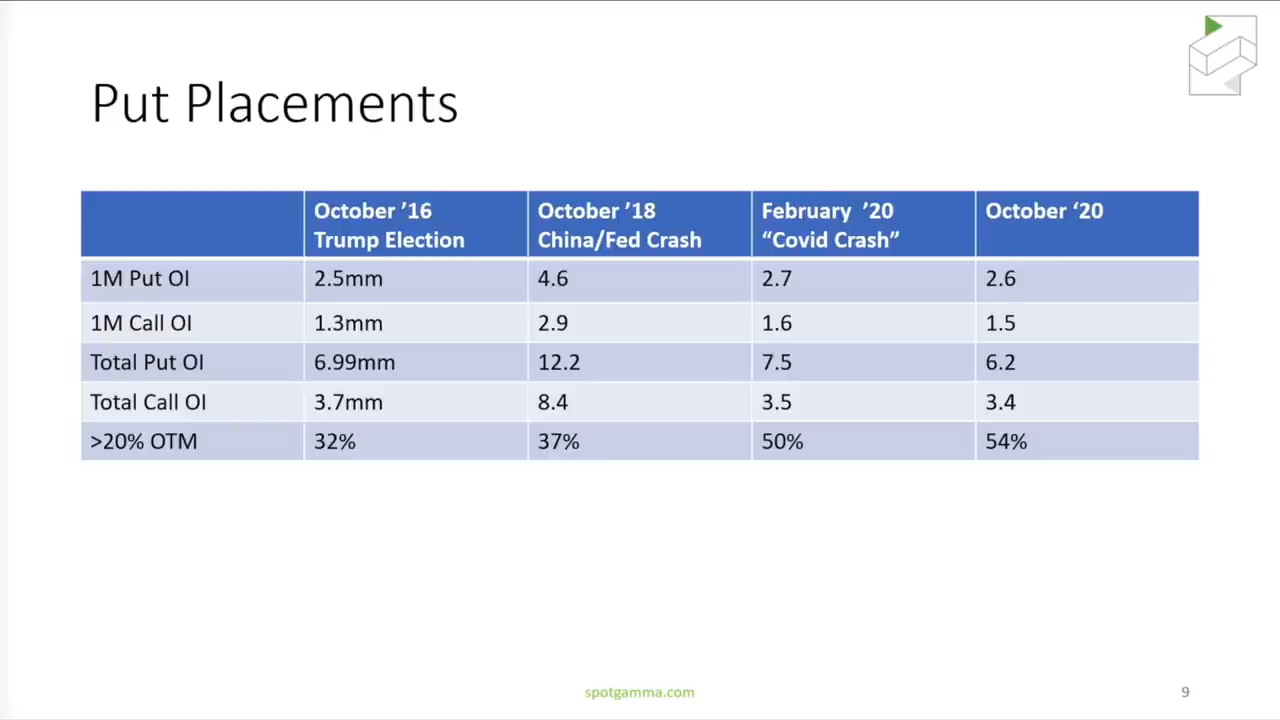 Put Placements
October ’16 October ’18 February ’20 October ‘20
Trump Election China/Fed Crash “Covid Crash”
1M Put OI 2.5mm 4.6 2.7 2.6
1M Call OI 1.3mm 2.9 1.6 1.5
Total Put OI 6.99mm 12.2 7.5 6.2
Total Call OI 3.7mm 8.4 3.5 3.4
>20% OTM 32% 37% 50% 54%
spotgamma.com 9